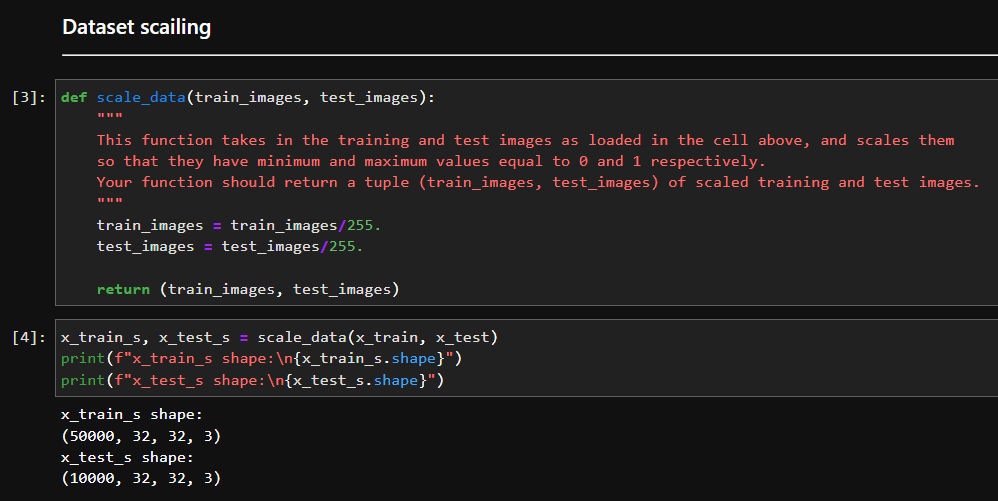 Dataset scailing
[3]: def scale_data(train_images, test_images):
    """
    This function takes in the training and test images as loaded in the cell above, and scales them
    so that they have minimum and maximum values equal to 0 and 1 respectively.
    Your function should return a tuple (train_images, test_images) of scaled training and test images.
    """
    train_images = train_images/255.
    test_images = test_images/255.

    return (train_images, test_images)
[4]: x_train_s, x_test_s = scale_data(x_train, x_test)
print(f"x_train_s shape:\n{x_train_s.shape}")
print(f"x_test_s shape:\n{x_test_s.shape}")
x_train_s shape:
(50000, 32, 32, 3)
x_test_s shape:
(10000, 32, 32, 3)